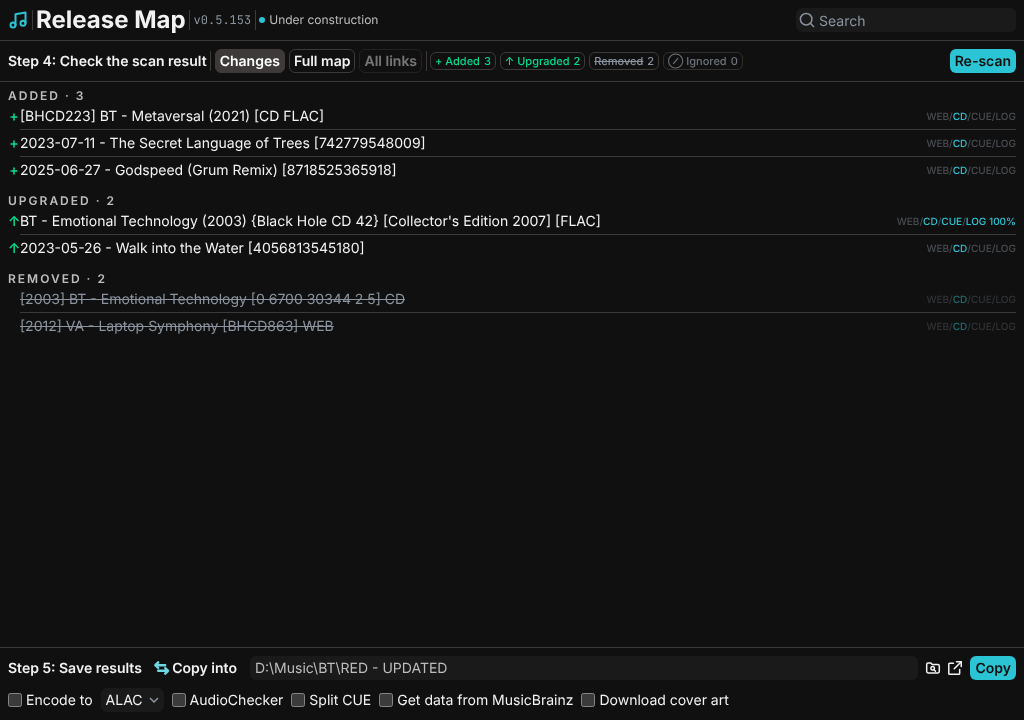 Release Map v0.5.153 Under construction Search
Step 4: Check the scan result Changes Full map All links + Added 3 ↑ Upgraded 2 Removed 2 Ignored 0 Re-scan
ADDED · 3
+ [BHCD223] BT - Metaversal (2021) [CD FLAC] WEB/CD/CUE/LOG
+ 2023-07-11 - The Secret Language of Trees [742779548009] WEB/CD/CUE/LOG
+ 2025-06-27 - Godspeed (Grum Remix) [8718525365918] WEB/CD/CUE/LOG
UPGRADED · 2
↑ BT - Emotional Technology (2003) {Black Hole CD 42} [Collector's Edition 2007] [FLAC] WEB/CD/CUE/LOG 100%
↑ 2023-05-26 - Walk into the Water [4056813545180] WEB/CD/CUE/LOG
REMOVED · 2
[2003] BT - Emotional Technology [0 6700 30344 2 5] CD WEB/CD/CUE/LOG
[2012] VA - Laptop Symphony [BHCD863] WEB WEB/CD/CUE/LOG
Step 5: Save results Copy into D:\Music\BT\RED - UPDATED Copy
Encode to ALAC AudioChecker Split CUE Get data from MusicBrainz Download cover art